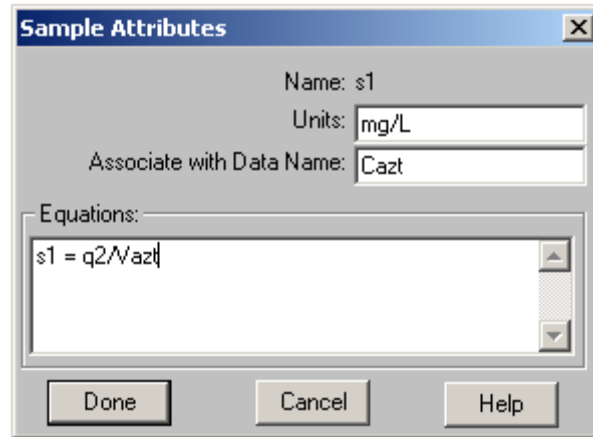 Sample Attributes
Name: s1
Units: mg/L
Associate with Data Name: Cazt
Equations:
s1 = q2/Vazt
Done Cancel Help